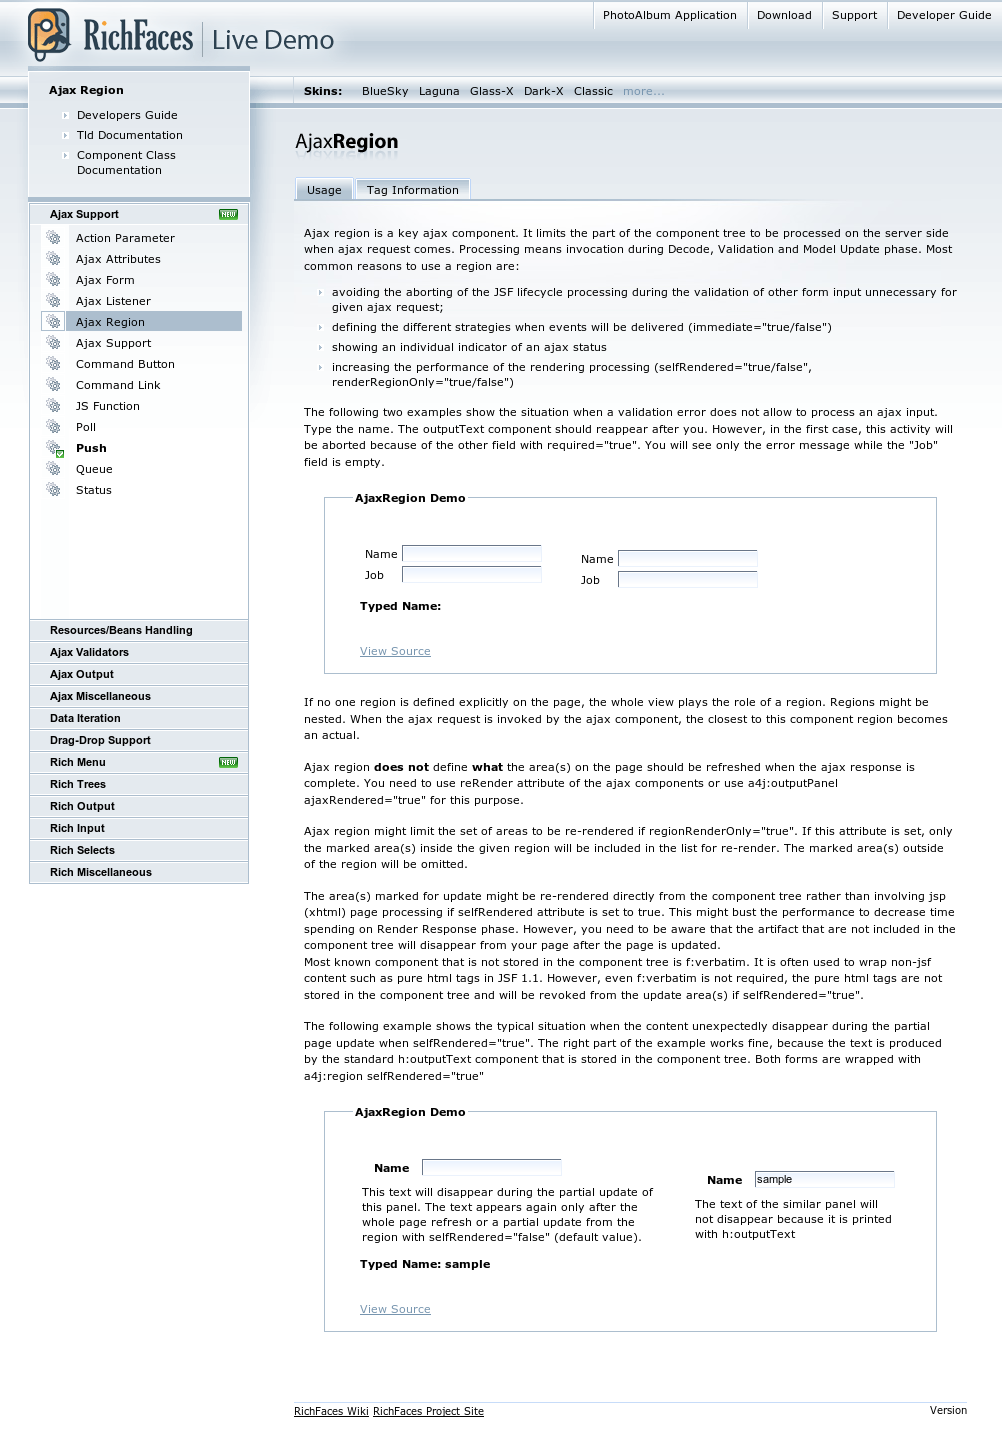 PhotoAlbum Application Download Support Developer Guide
RichFaces Live Demo
Skins: BlueSky Laguna Glass-X Dark-X Classic more...
Ajax Region
Developers Guide
Tld Documentation
Component Class
Documentation
Ajax Support NEW
Action Parameter
Ajax Attributes
Ajax Form
Ajax Listener
Ajax Region
Ajax Support
Command Button
Command Link
JS Function
Poll
Push
Queue
Status
Resources/Beans Handling
Ajax Validators
Ajax Output
Ajax Miscellaneous
Data Iteration
Drag-Drop Support
Rich Menu NEW
Rich Trees
Rich Output
Rich Input
Rich Selects
Rich Miscellaneous
AjaxRegion
Usage Tag Information
Ajax region is a key ajax component. It limits the part of the component tree to be processed on the server side
when ajax request comes. Processing means invocation during Decode, Validation and Model Update phase. Most
common reasons to use a region are:
avoiding the aborting of the JSF lifecycle processing during the validation of other form input unnecessary for
given ajax request;
defining the different strategies when events will be delivered (immediate="true/false")
showing an individual indicator of an ajax status
increasing the performance of the rendering processing (selfRendered="true/false",
renderRegionOnly="true/false")
The following two examples show the situation when a validation error does not allow to process an ajax input.
Type the name. The outputText component should reappear after you. However, in the first case, this activity will
be aborted because of the other field with required="true". You will see only the error message while the "Job"
field is empty.
AjaxRegion Demo
Name
Job
Name
Job
Typed Name:
View Source
If no one region is defined explicitly on the page, the whole view plays the role of a region. Regions might be
nested. When the ajax request is invoked by the ajax component, the closest to this component region becomes
an actual.
Ajax region does not define what the area(s) on the page should be refreshed when the ajax response is
complete. You need to use reRender attribute of the ajax components or use a4j:outputPanel
ajaxRendered="true" for this purpose.
Ajax region might limit the set of areas to be re-rendered if regionRenderOnly="true". If this attribute is set, only
the marked area(s) inside the given region will be included in the list for re-render. The marked area(s) outside
of the region will be omitted.
The area(s) marked for update might be re-rendered directly from the component tree rather than involving jsp
(xhtml) page processing if selfRendered attribute is set to true. This might bust the performance to decrease time
spending on Render Response phase. However, you need to be aware that the artifact that are not included in the
component tree will disappear from your page after the page is updated.
Most known component that is not stored in the component tree is f:verbatim. It is often used to wrap non-jsf
content such as pure html tags in JSF 1.1. However, even f:verbatim is not required, the pure html tags are not
stored in the component tree and will be revoked from the update area(s) if selfRendered="true".
The following example shows the typical situation when the content unexpectedly disappear during the partial
page update when selfRendered="true". The right part of the example works fine, because the text is produced
by the standard h:outputText component that is stored in the component tree. Both forms are wrapped with
a4j:region selfRendered="true"
AjaxRegion Demo
Name
This text will disappear during the partial update of
this panel. The text appears again only after the
whole page refresh or a partial update from the
region with selfRendered="false" (default value).
Name sample
The text of the similar panel will
not disappear because it is printed
with h:outputText
Typed Name: sample
View Source
RichFaces Wiki RichFaces Project Site Version